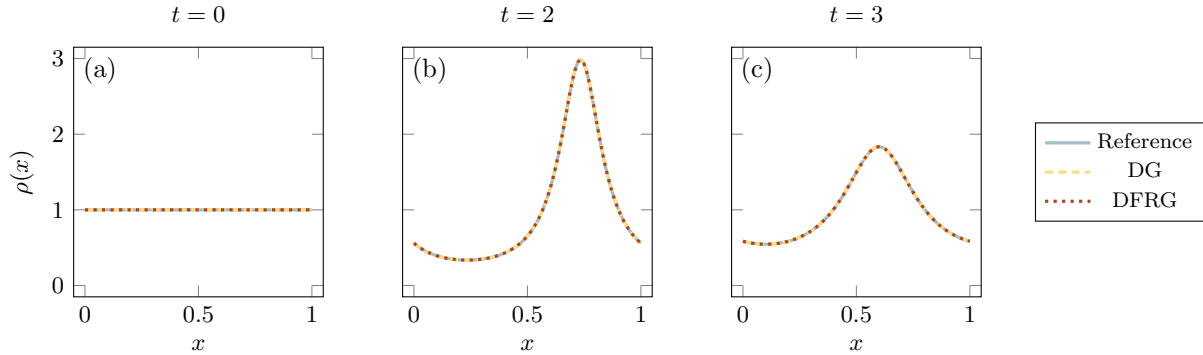 t = 0
t = 2
t = 3
(a)
(b)
(c)
3
2
1
0
ρ(x)
0 0.5 1
0 0.5 1
0 0.5 1
x
x
x
Reference
DG
DFRG